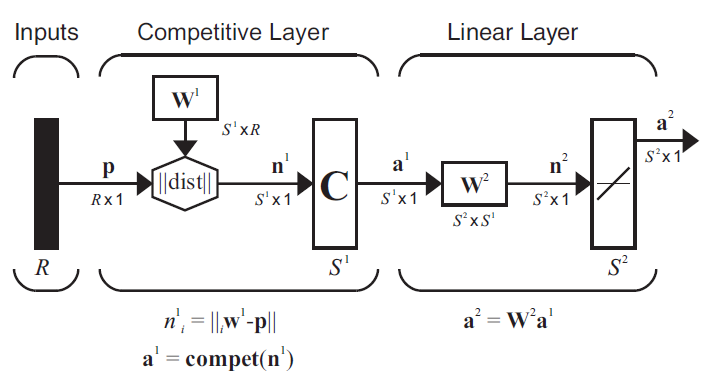 Inputs Competitive Layer Linear Layer
W¹
S¹xR
p
Rx1
||dist||
n¹
S¹x1
C
a¹
S¹x1
W²
S²xS¹
n²
S²x1
a²
S²x1
R S¹ S²
n¹ᵢ = ||ᵢw¹-p||
a¹ = compet(n¹)
a² = W²a¹